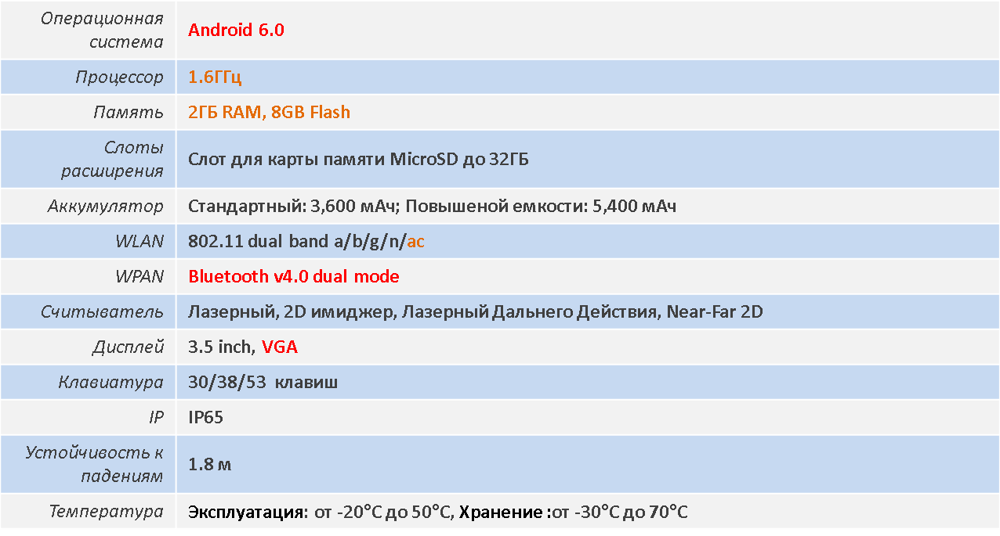 Операционная
система
Android 6.0
Процессор
1.6ГГц
Память
2ГБ RAM, 8GB Flash
Слоты
расширения
Слот для карты памяти MicroSD до 32ГБ
Аккумулятор
Стандартный: 3,600 мАч; Повышеной емкости: 5,400 мАч
WLAN
802.11 dual band a/b/g/n/ac
WPAN
Bluetooth v4.0 dual mode
Считыватель
Лазерный, 2D имиджер, Лазерный Дальнего Действия, Near-Far 2D
Дисплей
3.5 inch, VGA
Клавиатура
30/38/53 клавиш
IP
IP65
Устойчивость к
падениям
1.8 м
Температура
Эксплуатация: от -20°C до 50°C, Хранение :от -30°C до 70°C